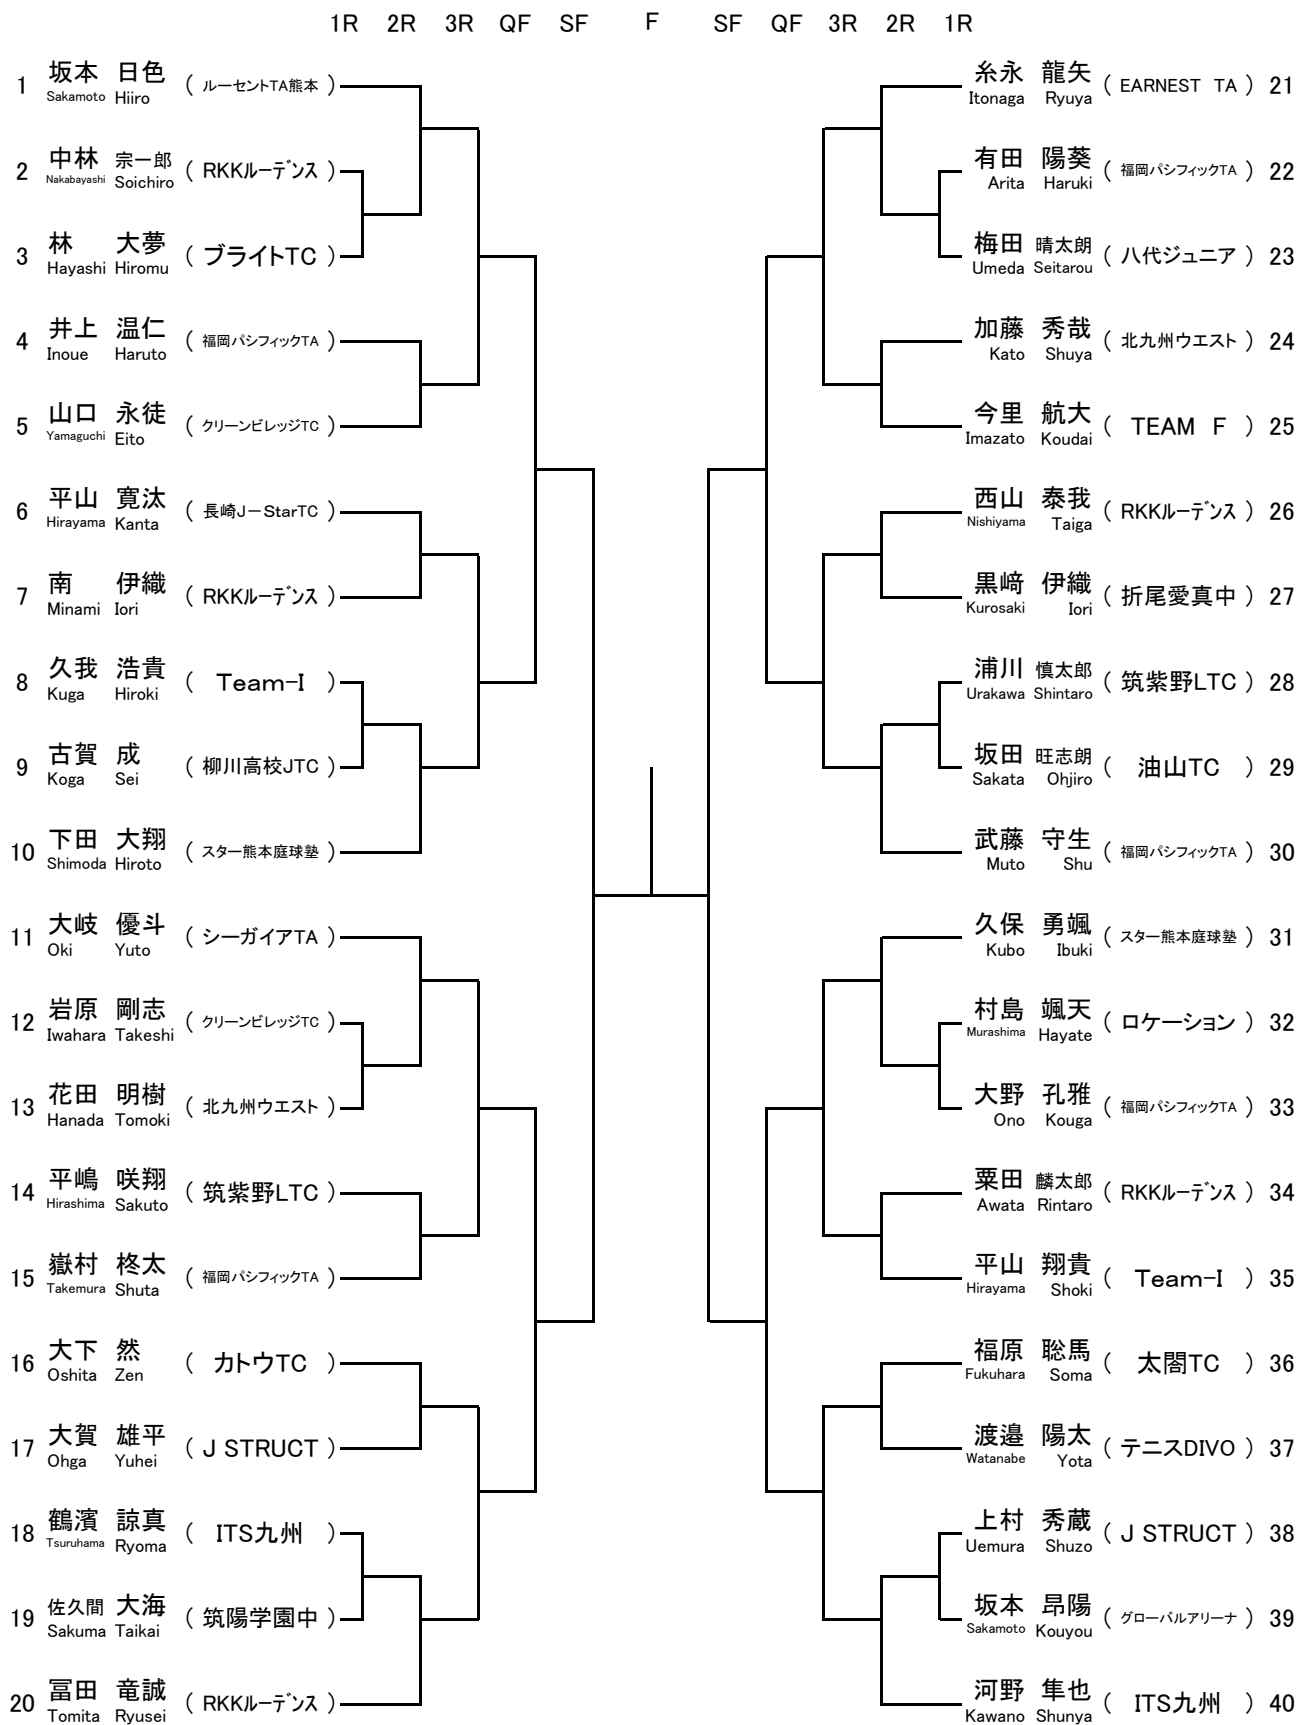 1R 2R 3R QF SF F SF QF 3R 2R 1R
1 坂本 日色 ( ルーセントTA熊本 )
Sakamoto Hiiro
2 中林 宗一郎 ( RKKルーデンス )
Nakabayashi Soichiro
3 林 大夢 ( ブライトTC )
Hayashi Hiromu
4 井上 温仁 ( 福岡パシフィックTA )
Inoue Haruto
5 山口 永徒 ( クリーンビレッジTC )
Yamaguchi Eito
6 平山 寛汰 ( 長崎J－StarTC )
Hirayama Kanta
7 南 伊織 ( RKKルーデンス )
Minami Iori
8 久我 浩貴 ( Team-I )
Kuga Hiroki
9 古賀 成 ( 柳川高校JTC )
Koga Sei
10 下田 大翔 ( スター熊本庭球塾 )
Shimoda Hiroto
11 大岐 優斗 ( シーガイアTA )
Oki Yuto
12 岩原 剛志 ( クリーンビレッジTC )
Iwahara Takeshi
13 花田 明樹 ( 北九州ウエスト )
Hanada Tomoki
14 平嶋 咲翔 ( 筑紫野LTC )
Hirashima Sakuto
15 嶽村 柊太 ( 福岡パシフィックTA )
Takemura Shuta
16 大下 然 ( カトウTC )
Oshita Zen
17 大賀 雄平 ( J STRUCT )
Ohga Yuhei
18 鶴濱 諒真 ( ITS九州 )
Tsuruhama Ryoma
19 佐久間 大海 ( 筑陽学園中 )
Sakuma Taikai
20 冨田 竜誠 ( RKKルーデンス )
Tomita Ryusei
糸永 龍矢 ( EARNEST TA ) 21
Itonaga Ryuya
有田 陽葵 ( 福岡パシフィックTA ) 22
Arita Haruki
梅田 晴太朗 ( 八代ジュニア ) 23
Umeda Seitarou
加藤 秀哉 ( 北九州ウエスト ) 24
Kato Shuya
今里 航大 ( TEAM F ) 25
Imazato Koudai
西山 泰我 ( RKKルーデンス ) 26
Nishiyama Taiga
黒﨑 伊織 ( 折尾愛真中 ) 27
Kurosaki Iori
浦川 慎太郎 ( 筑紫野LTC ) 28
Urakawa Shintaro
坂田 旺志朗 ( 油山TC ) 29
Sakata Ohjiro
武藤 守生 ( 福岡パシフィックTA ) 30
Muto Shu
久保 勇颯 ( スター熊本庭球塾 ) 31
Kubo Ibuki
村島 颯天 ( ロケーション ) 32
Murashima Hayate
大野 孔雅 ( 福岡パシフィックTA ) 33
Ono Kouga
粟田 麟太郎 ( RKKルーデンス ) 34
Awata Rintaro
平山 翔貴 ( Team-I ) 35
Hirayama Shoki
福原 聡馬 ( 太閤TC ) 36
Fukuhara Soma
渡邉 陽太 ( テニスDIVO ) 37
Watanabe Yota
上村 秀蔵 ( J STRUCT ) 38
Uemura Shuzo
坂本 昂陽 ( グローバルアリーナ ) 39
Sakamoto Kouyou
河野 隼也 ( ITS九州 ) 40
Kawano Shunya